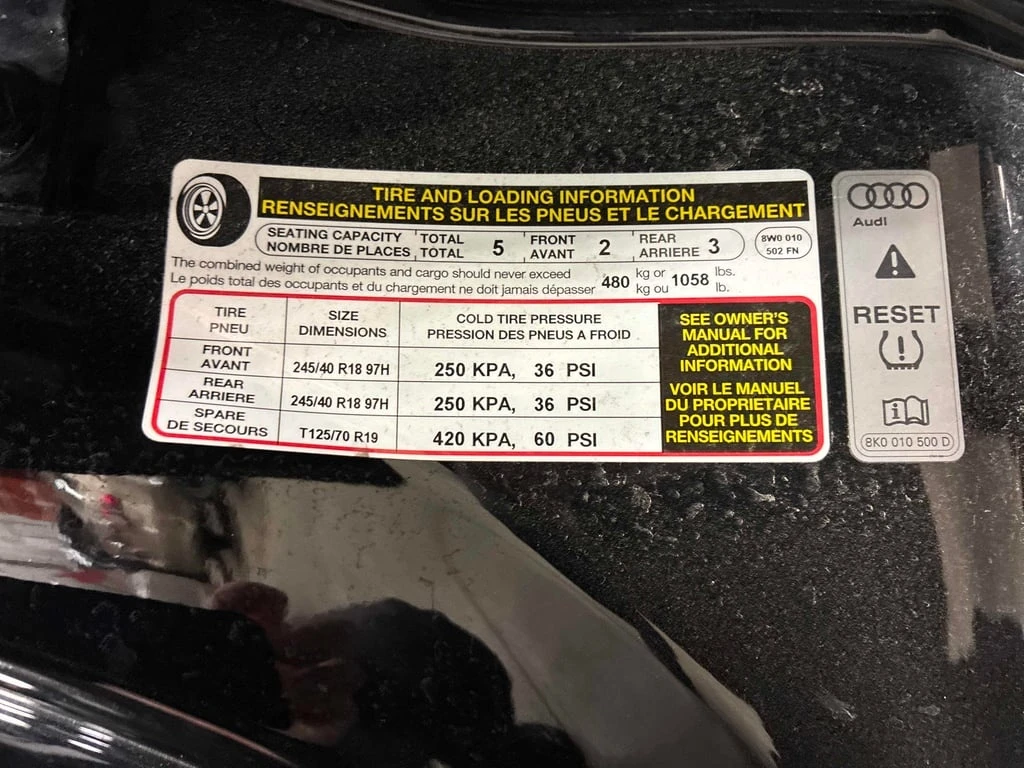 TIRE AND LOADING INFORMATION
RENSEIGNEMENTS SUR LES PNEUS ET LE CHARGEMENT
SEATING CAPACITY TOTAL 5 FRONT 2 REAR 3
NOMBRE DE PLACES TOTAL AVANT ARRIERE
8W0 010
502 FN
The combined weight of occupants and cargo should never exceed 480 kg or 1058 lbs.
Le poids total des occupants et du chargement ne doit jamais dépasser kg ou lb.
TIRE SIZE COLD TIRE PRESSURE
PNEU DIMENSIONS PRESSION DES PNEUS A FROID
FRONT
AVANT 245/40 R18 97H 250 KPA, 36 PSI
REAR
ARRIERE 245/40 R18 97H 250 KPA, 36 PSI
SPARE
DE SECOURS T125/70 R19 420 KPA, 60 PSI
SEE OWNER'S
MANUAL FOR
ADDITIONAL
INFORMATION
VOIR LE MANUEL
DU PROPRIETAIRE
POUR PLUS DE
RENSEIGNEMENTS
Audi
RESET
8K0 010 500 D